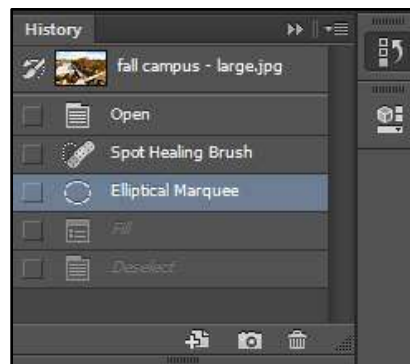 History
fall campus - large.jpg
Open
Spot Healing Brush
Elliptical Marquee
Fill
Deselect